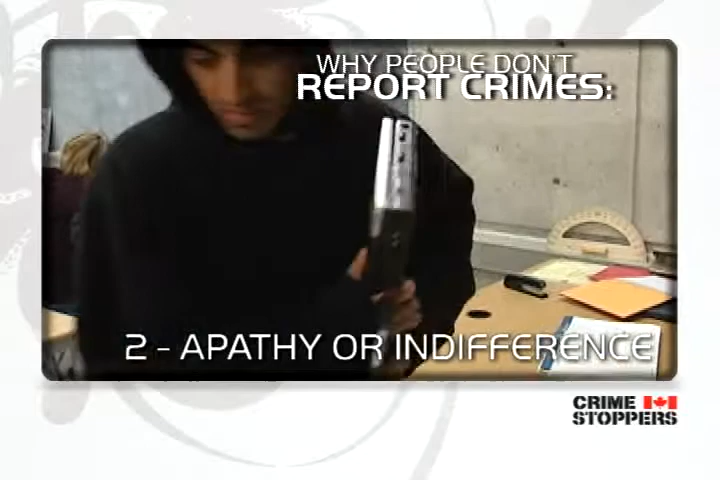 WHY PEOPLE DON'T
REPORT CRIMES:
2 - APATHY OR INDIFFERENCE
CRIME
STOPPERS